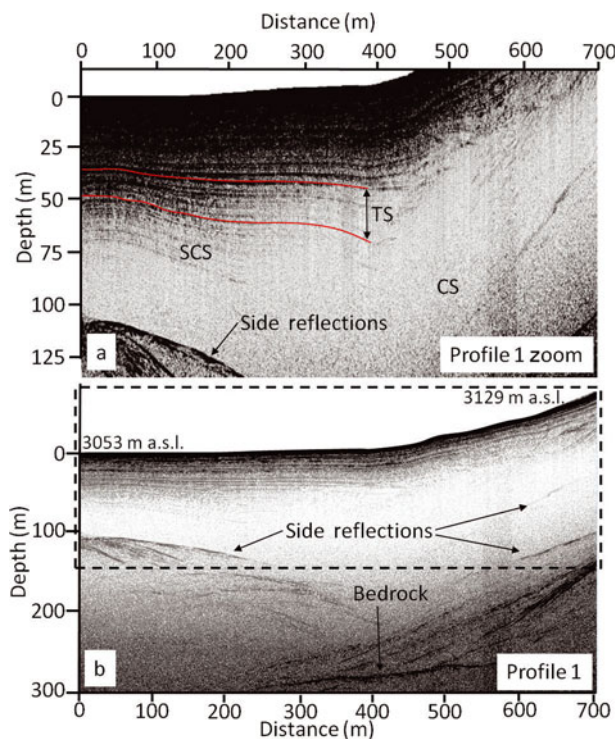 Distance (m)
0 100 200 300 400 500 600 700
Depth (m)
0
25
50
75
100
125
TS
SCS
CS
Side reflections
a
Profile 1 zoom
3053 m a.s.l.
3129 m a.s.l.
Depth (m)
0
100
200
300
Side reflections
Bedrock
b
Profile 1
0 100 200 300 400 500 600 700
Distance (m)